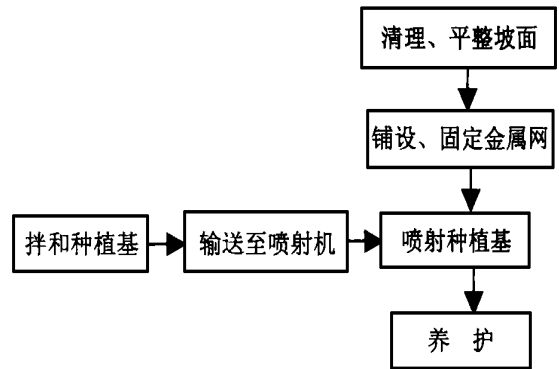 清理、平整坡面
铺设、固定金属网
拌和种植基
输送至喷射机
喷射种植基
养 护